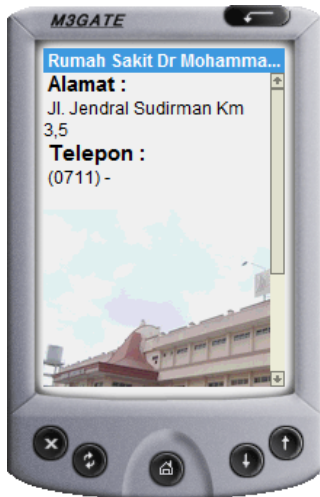 M3GATE
Rumah Sakit Dr Mohamma...
Alamat :
Jl. Jendral Sudirman Km
3,5
Telepon :
(0711) -